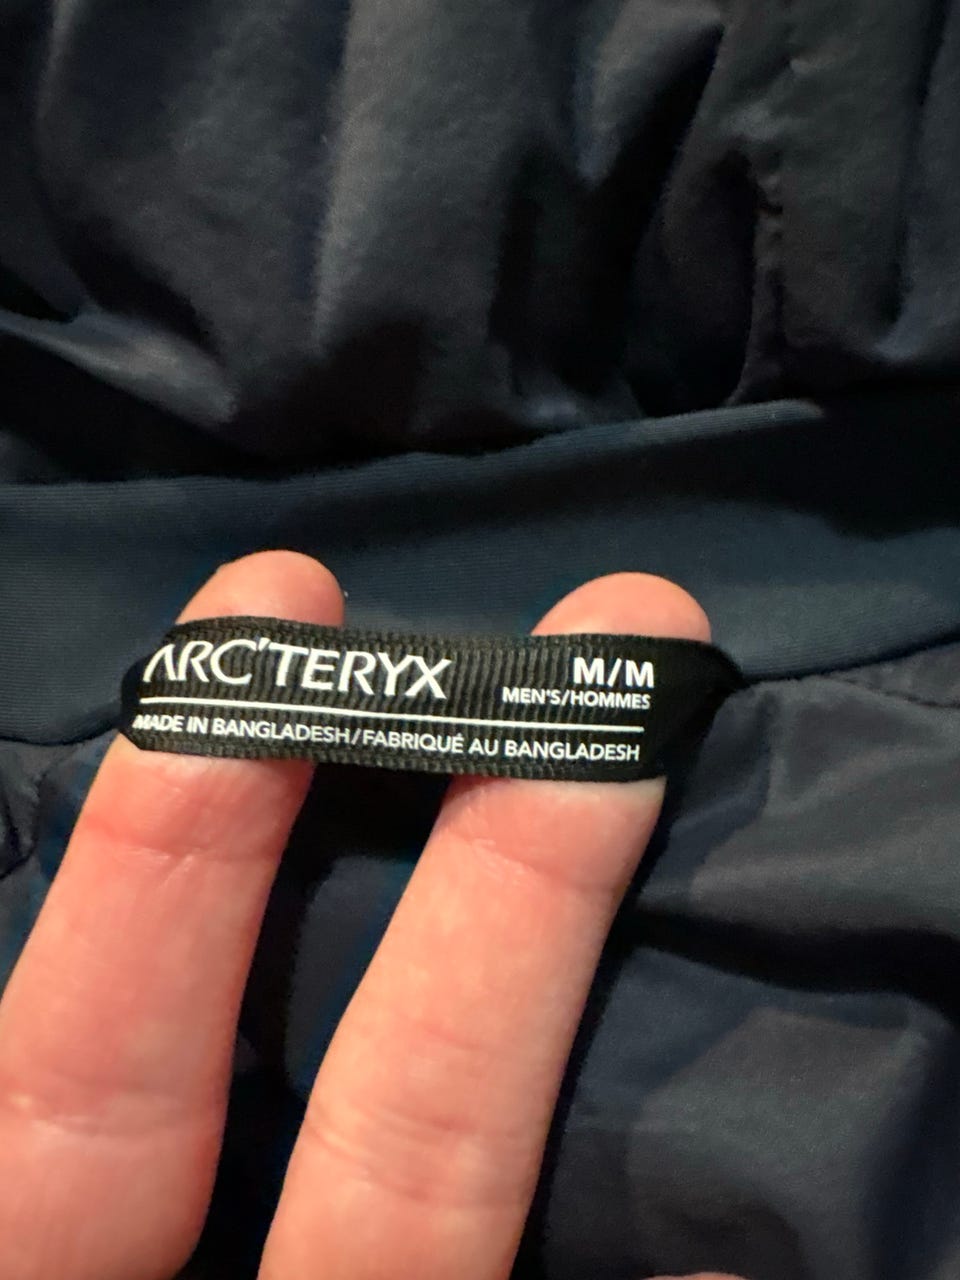 ARC'TERYX
M/M
MEN'S/HOMMES
MADE IN BANGLADESH/FABRIQUÉ AU BANGLADESH